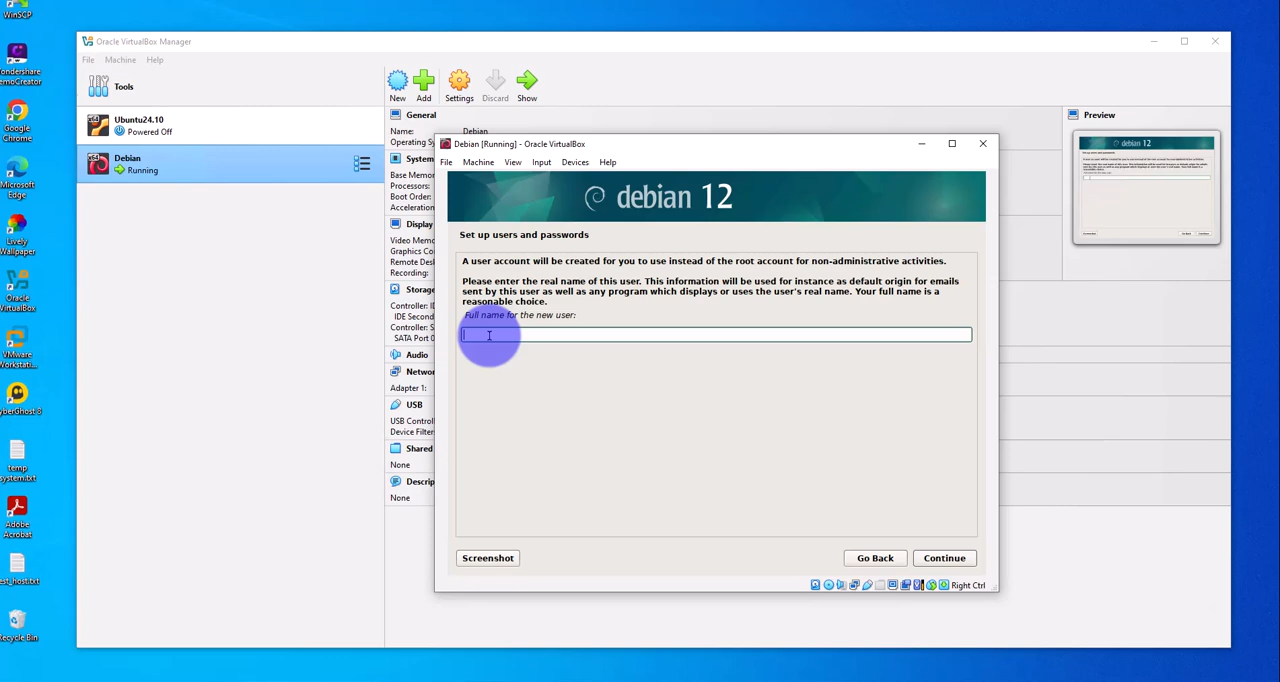 WinSCP
Wondershare
DemoCreator
Google
Chrome
Microsoft
Edge
Lively
Wallpaper
Oracle
VirtualBox
VMware
Workstati...
CyberGhost 8
temp
system.txt
Adobe
Acrobat
Recycle Bin
Oracle VirtualBox Manager
File Machine Help
Tools
Ubuntu24.10
Powered Off
Debian
Running
New Add Settings Discard Show
General
Name: Debian
Operating Sy
System
Base Memor
Processors:
Boot Order:
Acceleration
Display
Video Memo
Graphics Co
Remote Desk
Recording:
Storage
Controller: ID
IDE Second
Controller: S
SATA Port 0
Audio
Networ
Adapter 1:
USB
USB Controll
Device Filter
Shared
None
Descrip
None
Preview
Debian [Running] - Oracle VirtualBox
File Machine View Input Devices Help
debian 12
Set up users and passwords
A user account will be created for you to use instead of the root account for non-administrative activities.
Please enter the real name of this user. This information will be used for instance as default origin for emails
sent by this user as well as any program which displays or uses the user's real name. Your full name is a
reasonable choice.
Full name for the new user:
Screenshot
Go Back
Continue
Right Ctrl